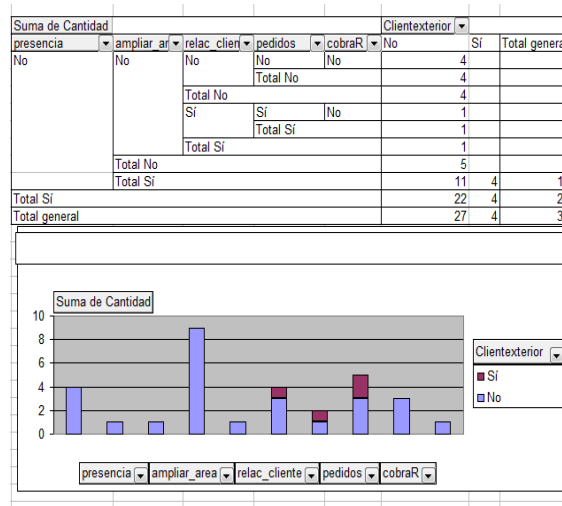 Suma de Cantidad Clientexterior
presencia ampliar_ar relac_clien pedidos cobraR No Sí Total genera
No No No No No 4
Total No 4
Total No 4
Sí Sí No 1
Total Sí 1
Total Sí 1
Total No 5
Total Sí 11 4 1
Total Sí 22 4 2
Total general 27 4 3
Suma de Cantidad
10
8
6
4
2
0
Clientexterior
Sí
No
presencia ampliar_area relac_cliente pedidos cobraR